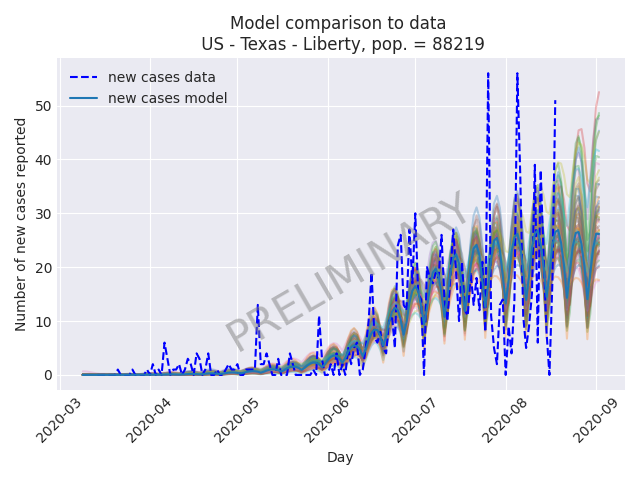 Model comparison to data
US - Texas - Liberty, pop. = 88219
new cases data
new cases model
Number of new cases reported
50
40
30
20
10
0
PRELIMINARY
2020-03
2020-04
2020-05
2020-06
2020-07
2020-08
2020-09
Day